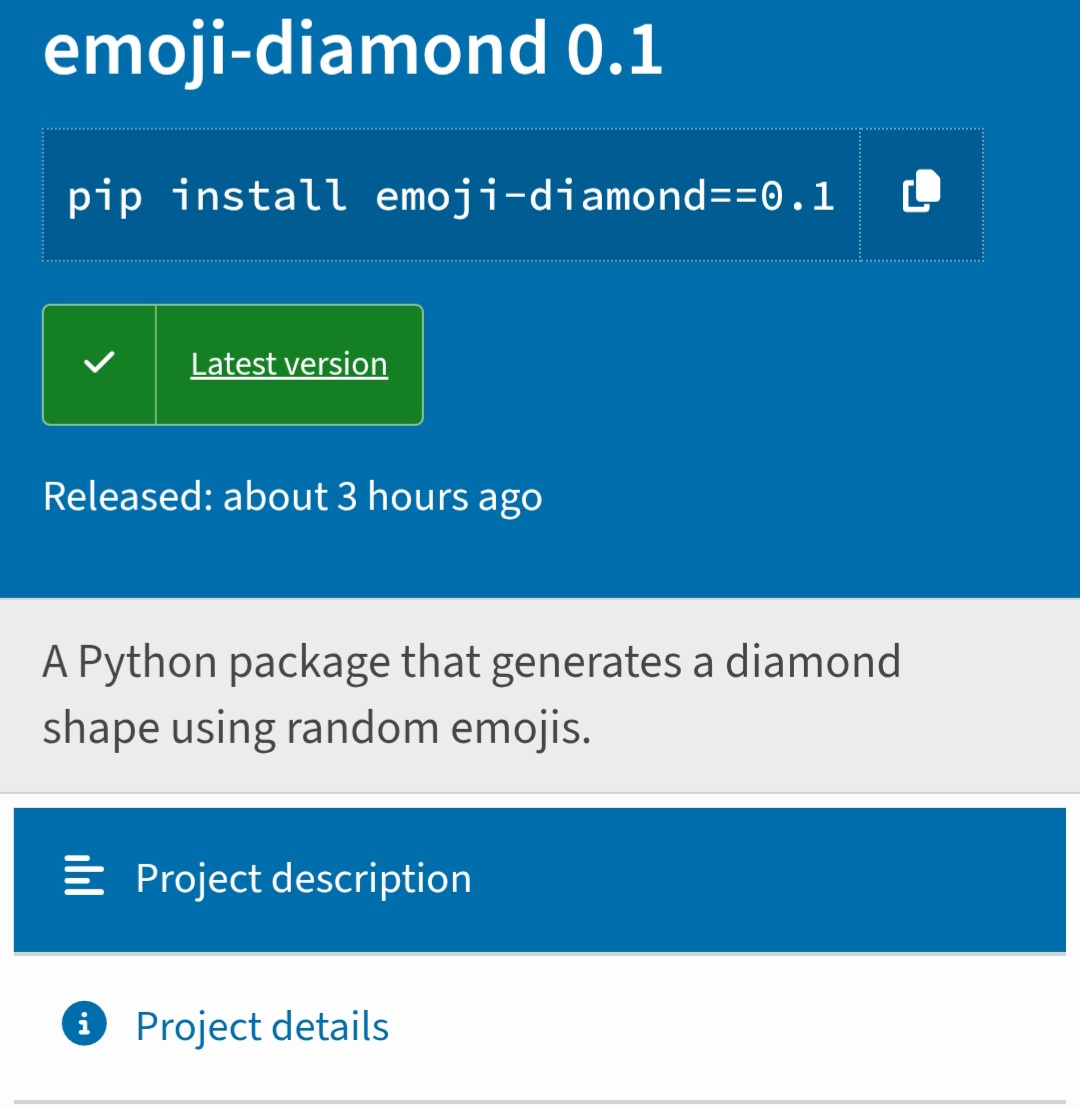 emoji-diamond 0.1
pip install emoji-diamond==0.1
Latest version
Released: about 3 hours ago
A Python package that generates a diamond
shape using random emojis.
Project description
Project details